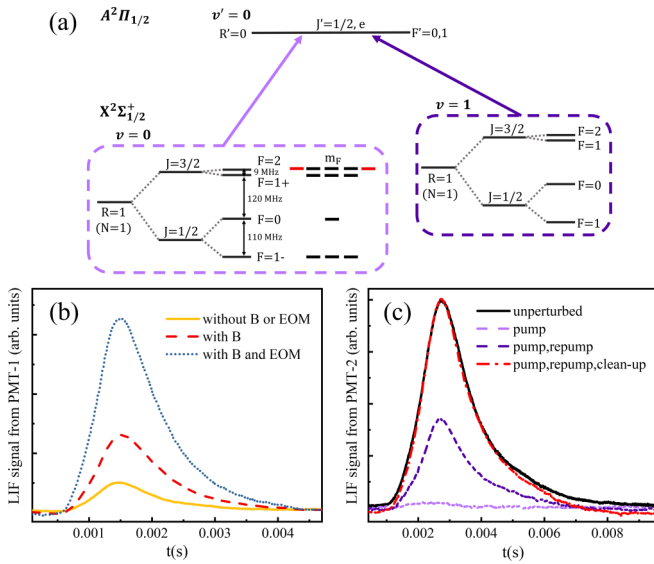 (a)
A²Π₁/₂
v' = 0
R'=0
J'=1/2, e
F'=0,1
X²Σ⁺₁/₂
v = 0
R=1
(N=1)
J=3/2
J=1/2
F=2
9 MHz
F=1+
120 MHz
F=0
110 MHz
F=1-
m_F
v = 1
R=1
(N=1)
J=3/2
J=1/2
F=2
F=1
F=0
F=1
(b)
LIF signal from PMT-1 (arb. units)
without B or EOM
with B
with B and EOM
0.001
0.002
0.003
0.004
t(s)
(c)
LIF signal from PMT-2 (arb. units)
unperturbed
pump
pump,repump
pump,repump,clean-up
0.002
0.004
0.006
0.008
t(s)